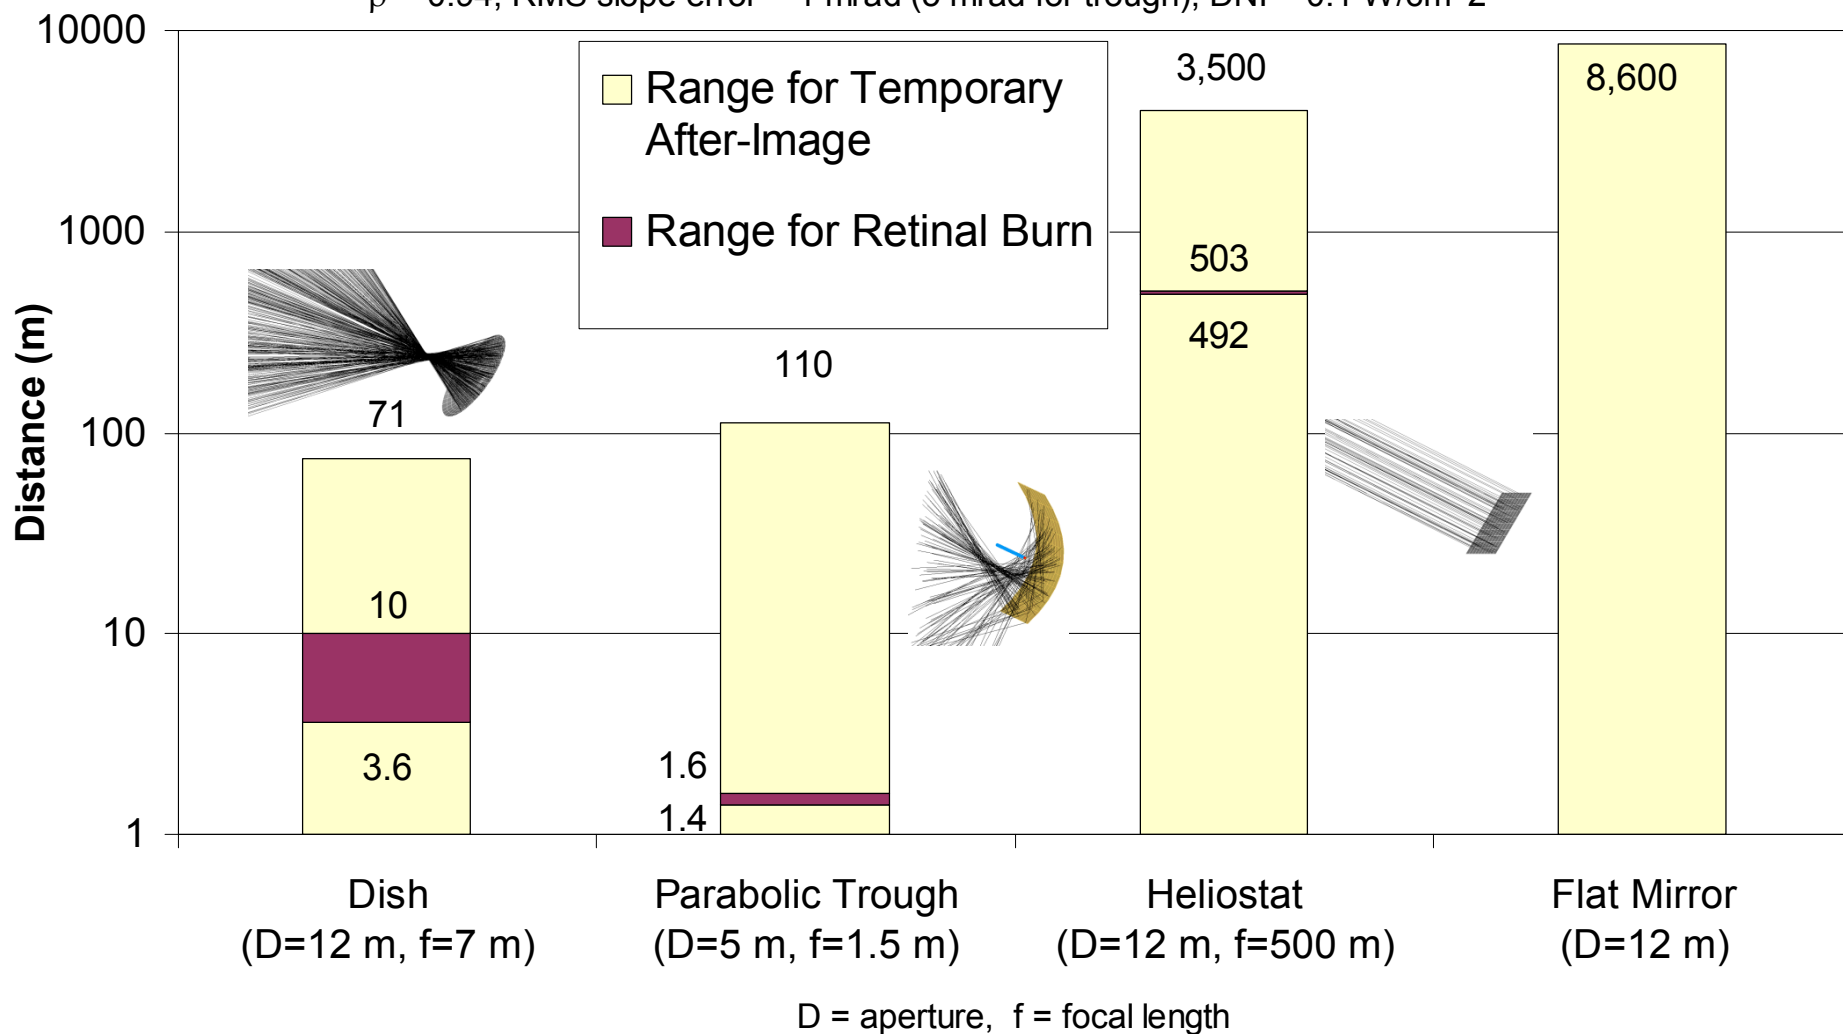 10000
1000
100
10
1
Distance (m)
Range for Temporary
After-Image
Range for Retinal Burn
71
10
3.6
110
1.6
1.4
3,500
503
492
8,600
Dish
(D=12 m, f=7 m)
Parabolic Trough
(D=5 m, f=1.5 m)
Heliostat
(D=12 m, f=500 m)
Flat Mirror
(D=12 m)
D = aperture, f = focal length